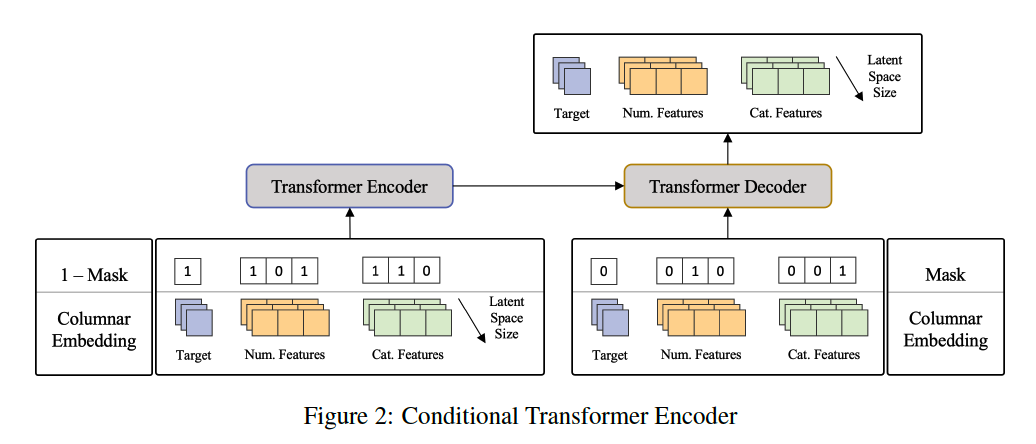 Latent
Space
Size
Target
Num. Features
Cat. Features
Transformer Encoder
Transformer Decoder
1 – Mask
1
1 0 1
1 1 0
Columnar
Embedding
Target
Num. Features
Cat. Features
Latent
Space
Size
0
0 1 0
0 0 1
Mask
Target
Num. Features
Cat. Features
Columnar
Embedding
Figure 2: Conditional Transformer Encoder